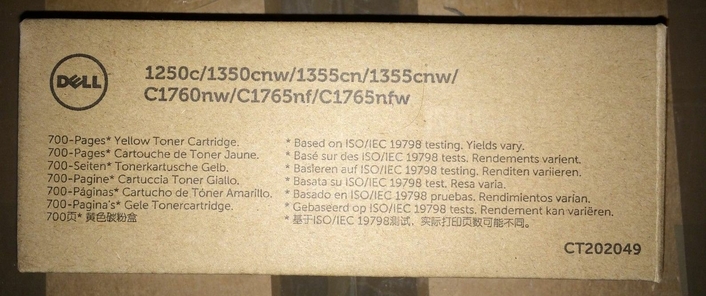 DELL
1250c/1350cnw/1355cn/1355cnw/
C1760nw/C1765nf/C1765nfw
700-Pages* Yellow Toner Cartridge.
700-Pages* Cartouche de Toner Jaune.
700-Seiten* Tonerkartusche Gelb.
700-Pagine* Cartuccia Toner Giallo.
700-Páginas* Cartucho de Tóner Amarillo.
700-Pagina's* Gele Tonercartridge.
700页* 黄色碳粉盒
* Based on ISO/IEC 19798 testing. Yields vary.
* Basé sur des ISO/IEC 19798 tests. Rendements varient.
* Basieren auf ISO/IEC 19798 testing. Renditen variieren.
* Basata su ISO/IEC 19798 test. Resa varia.
* Basado en ISO/IEC 19798 pruebas. Rendimientos varían.
* Gebaseerd op ISO/IEC 19798 tests. Rendement kan variëren.
* 基于ISO/IEC 19798测试，实际打印页数可能不同。
CT202049